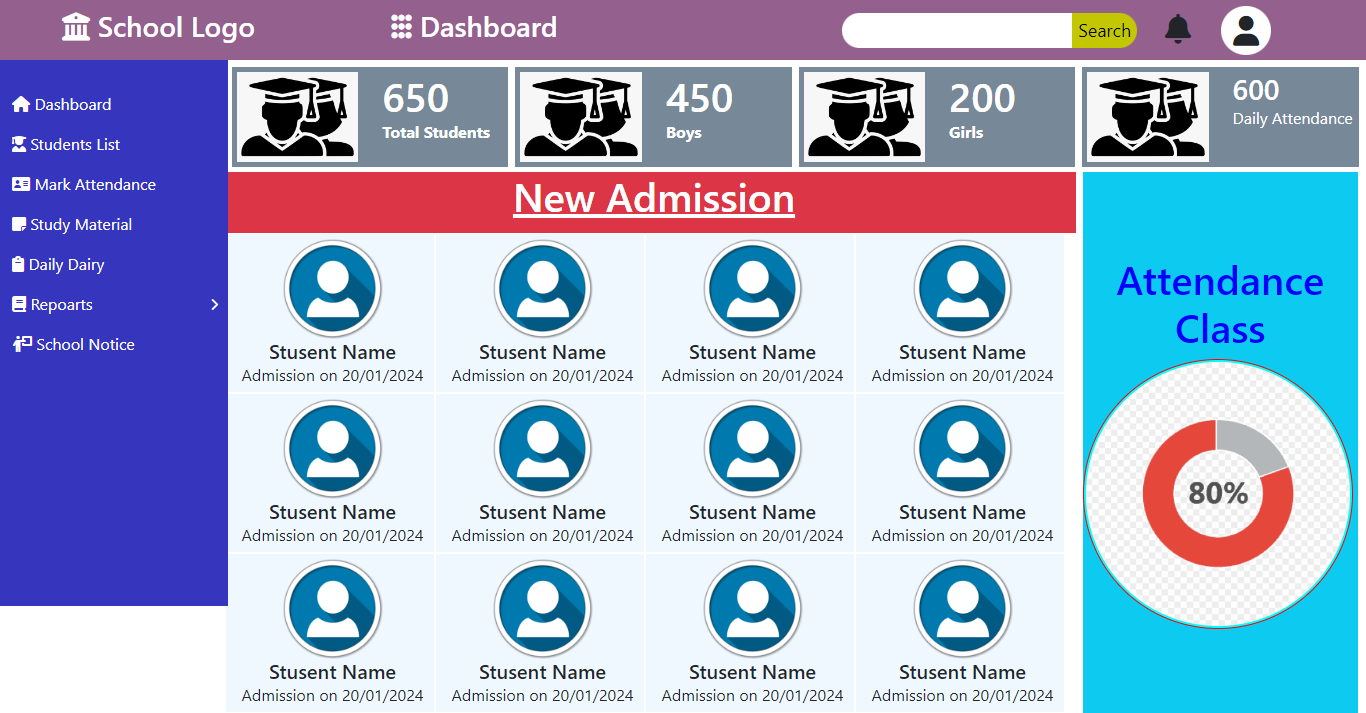 School Logo
Dashboard
Search
Dashboard
Students List
Mark Attendance
Study Material
Daily Dairy
Repoarts
School Notice
650
Total Students
450
Boys
200
Girls
600
Daily Attendance
New Admission
Stusent Name
Admission on 20/01/2024
Stusent Name
Admission on 20/01/2024
Stusent Name
Admission on 20/01/2024
Stusent Name
Admission on 20/01/2024
Stusent Name
Admission on 20/01/2024
Stusent Name
Admission on 20/01/2024
Stusent Name
Admission on 20/01/2024
Stusent Name
Admission on 20/01/2024
Stusent Name
Admission on 20/01/2024
Stusent Name
Admission on 20/01/2024
Stusent Name
Admission on 20/01/2024
Stusent Name
Admission on 20/01/2024
Attendance
Class
80%